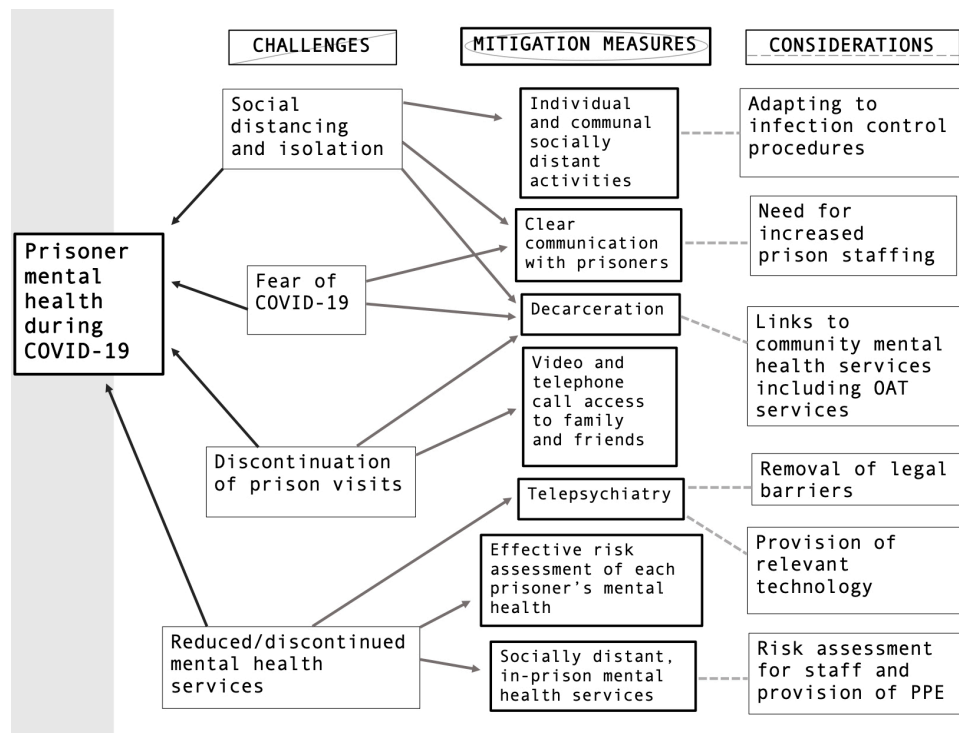 CHALLENGES
MITIGATION MEASURES
CONSIDERATIONS
Prisoner
mental
health
during
COVID-19
Social
distancing
and isolation
Fear of
COVID-19
Discontinuation
of prison visits
Reduced/discontinued
mental health
services
Individual
and communal
socially
distant
activities
Clear
communication
with prisoners
Decarceration
Video and
telephone
call access
to family
and friends
Telepsychiatry
Effective risk
assessment of each
prisoner’s mental
health
Socially distant,
in-prison mental
health services
Adapting to
infection control
procedures
Need for
increased
prison staffing
Links to
community mental
health services
including OAT
services
Removal of legal
barriers
Provision of
relevant
technology
Risk assessment
for staff and
provision of PPE